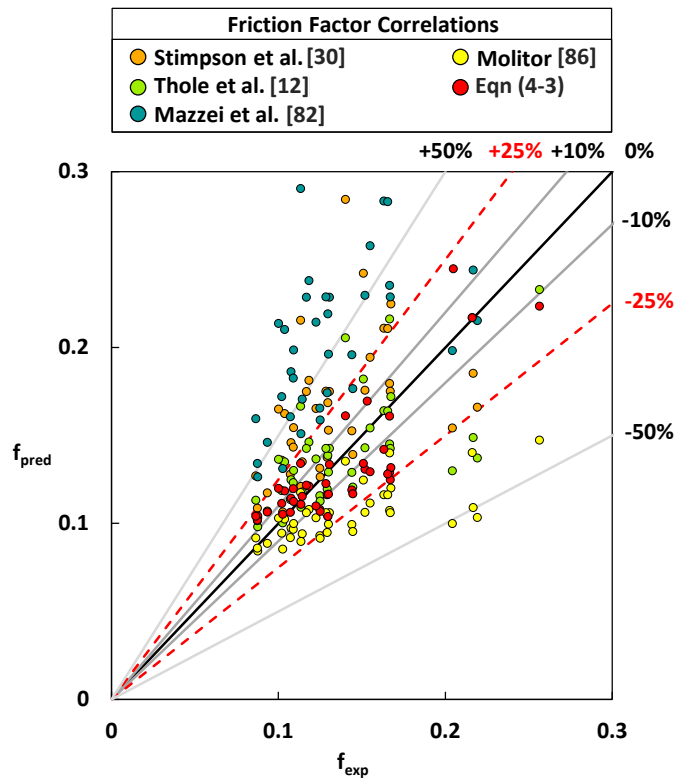 Friction Factor Correlations
Stimpson et al. [30]
Molitor [86]
Thole et al. [12]
Eqn (4-3)
Mazzei et al. [82]
+50% +25% +10% 0%
0.3
-10%
-25%
0.2
f_pred
-50%
0.1
0
0 0.1 0.2 0.3
f_exp